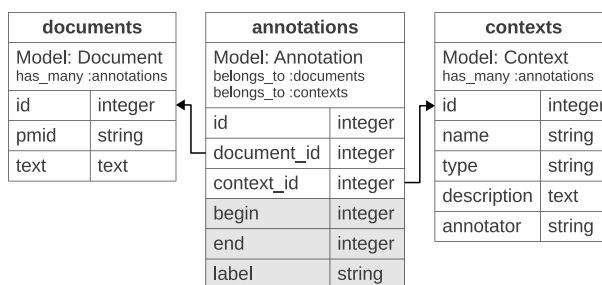 documents
Model: Document
has_many :annotations
id integer
pmid string
text text
annotations
Model: Annotation
belongs_to :documents
belongs_to :contexts
id integer
document_id integer
context_id integer
begin integer
end integer
label string
contexts
Model: Context
has_many :annotations
id integer
name string
type string
description text
annotator string